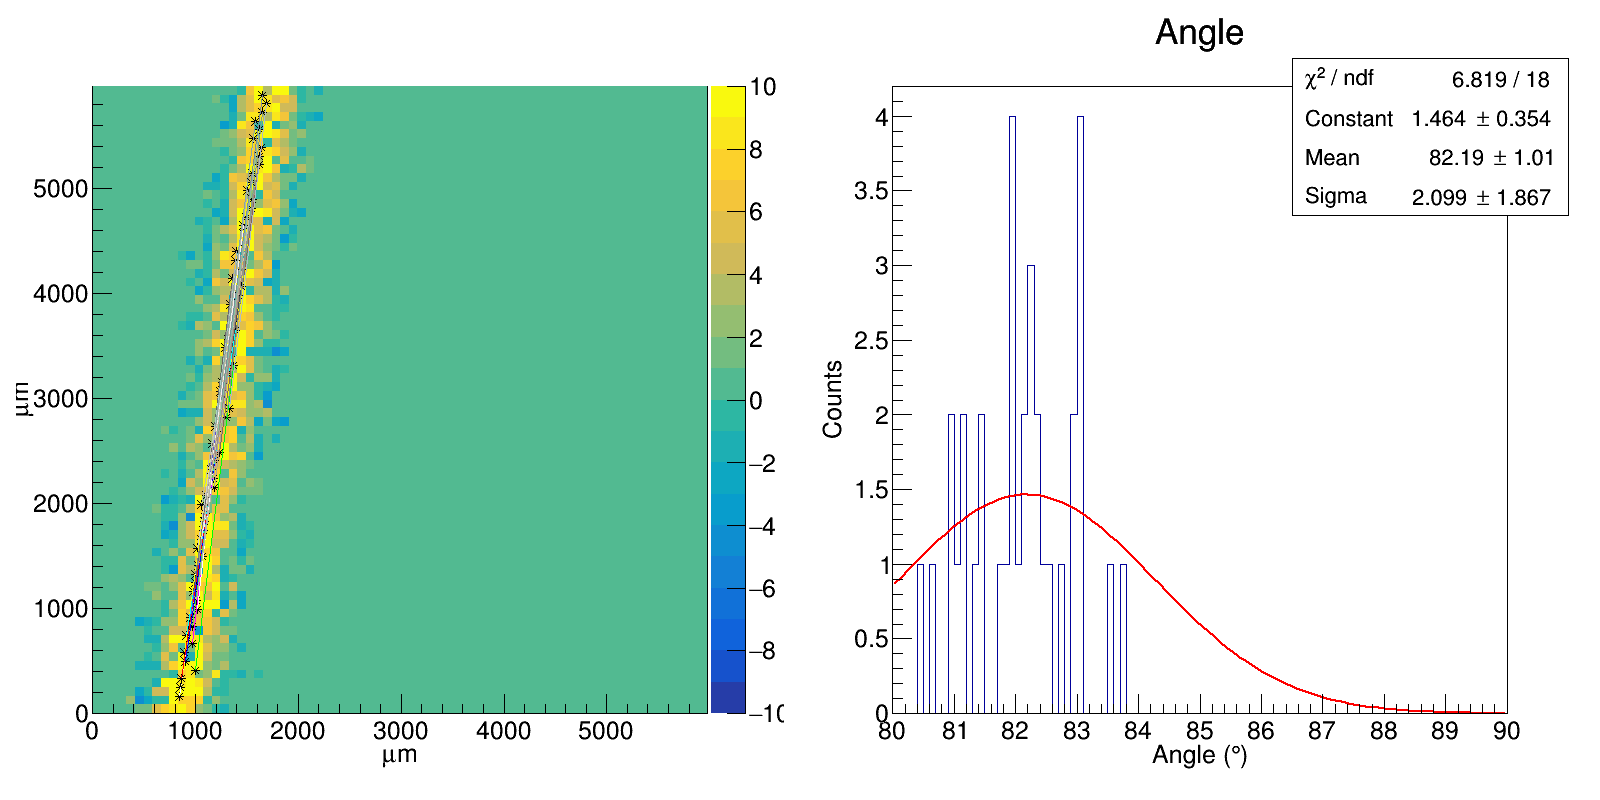 Angle
χ² / ndf 6.819 / 18
Constant 1.464 ± 0.354
Mean 82.19 ± 1.01
Sigma 2.099 ± 1.867
μm
5000
4000
3000
2000
1000
0
0 1000 2000 3000 4000 5000
μm
10
8
6
4
2
0
−2
−4
−6
−8
−10
Counts
4
3.5
3
2.5
2
1.5
1
0.5
0
80 81 82 83 84 85 86 87 88 89 90
Angle (°)